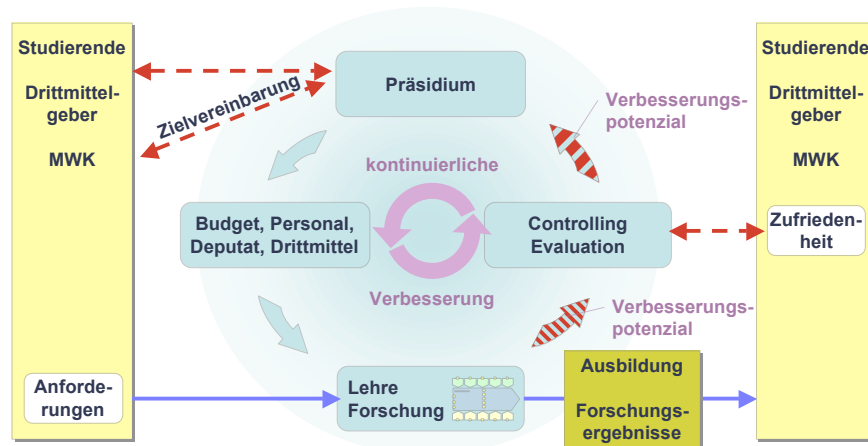 Studierende
Drittmittel-
geber
MWK
Anforde-
rungen
Zielvereinbarung
Präsidium
Verbesserungs-
potenzial
kontinuierliche
Budget, Personal,
Deputat, Drittmittel
Controlling
Evaluation
Verbesserung
Verbesserungs-
potenzial
Lehre
Forschung
Ausbildung
Forschungs-
ergebnisse
Studierende
Drittmittel-
geber
MWK
Zufrieden-
heit